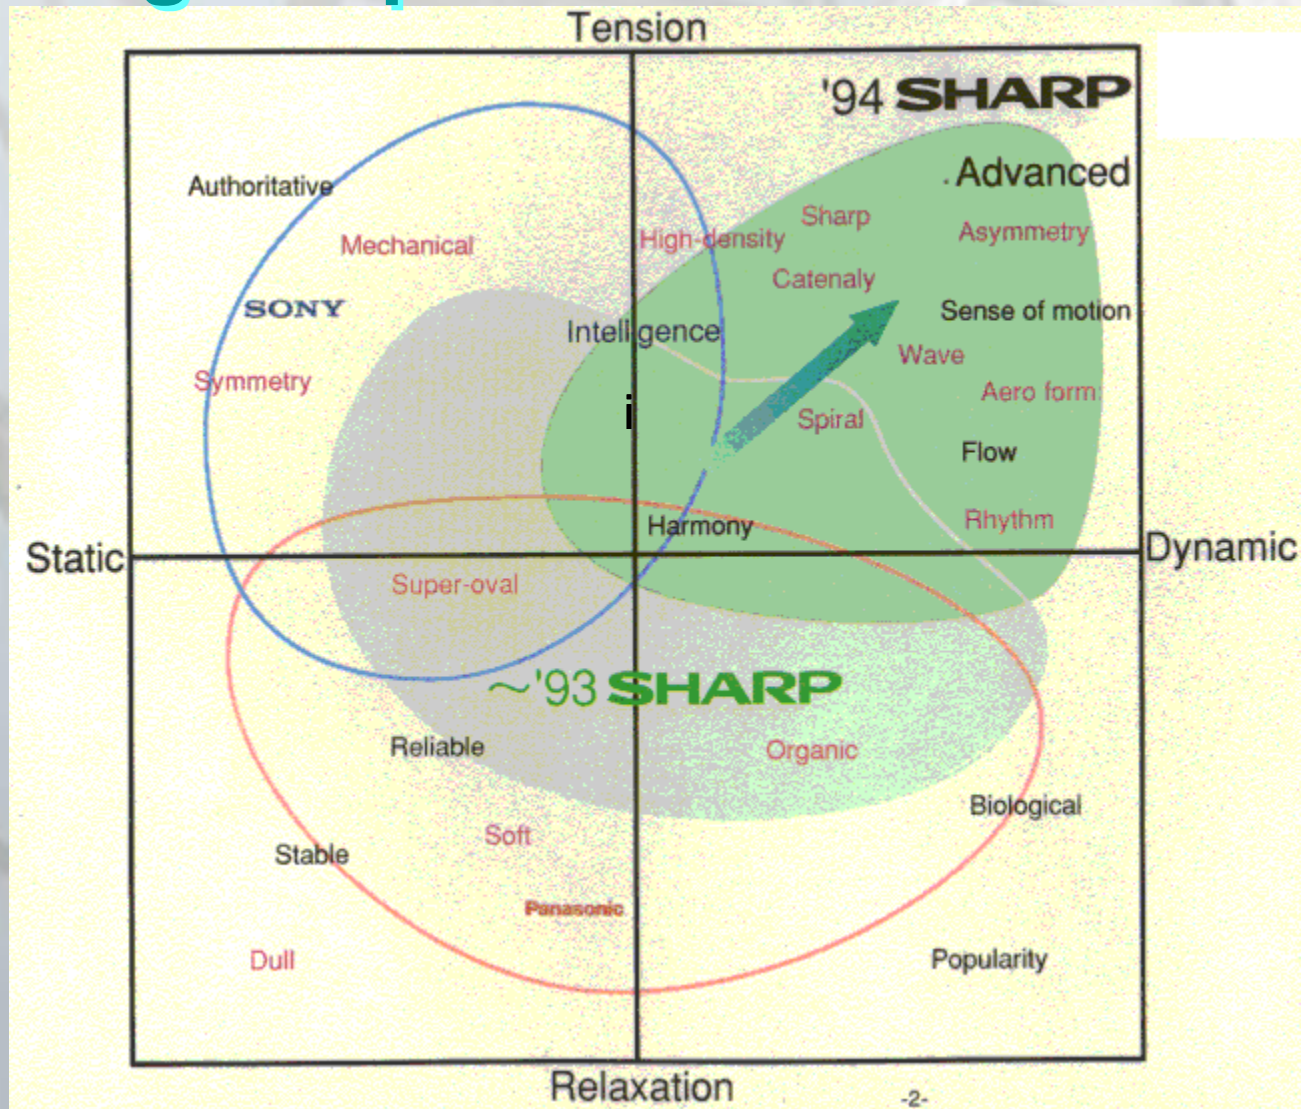 Tension
'94 SHARP
Advanced
Authoritative
Sharp
Asymmetry
Mechanical
High-density
Catenaly
SONY
Sense of motion
Intelligence
Wave
Symmetry
Aero form
i
Spiral
Flow
Rhythm
Harmony
Static
Dynamic
Super-oval
~'93 SHARP
Reliable
Organic
Biological
Soft
Stable
Panasonic
Dull
Popularity
Relaxation
-2-